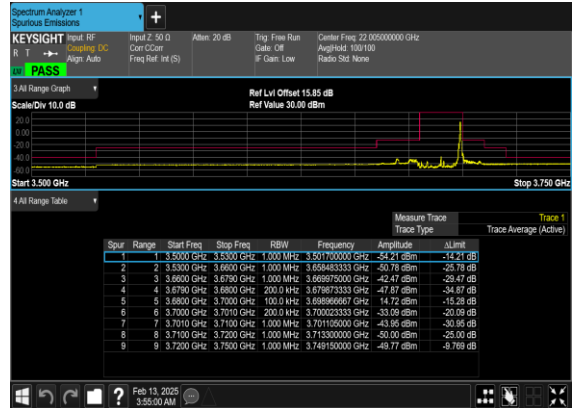 Spectrum Analyzer 1
Spurious Emissions
+
KEYSIGHT Input: RF Input Z: 50 Ω Atten: 20 dB Trig: Free Run Center Freq: 22.005000000 GHz
R T Coupling: DC Corr CCorr Gate: Off Avg|Hold: 100/100
Align: Auto Freq Ref: Int (S) IF Gain: Low Radio Std: None
PASS
3 All Range Graph
Ref Lvl Offset 15.85 dB
Scale/Div 10.0 dB Ref Value 30.00 dBm
20.0
0.00
-20.0
-40.0
-60.0
Start 3.500 GHz Stop 3.750 GHz
4 All Range Table
Measure Trace Trace 1
Trace Type Trace Average (Active)
Spur Range Start Freq Stop Freq RBW Frequency Amplitude ΔLimit
1 1 3.5000 GHz 3.5300 GHz 1.000 MHz 3.501700000 GHz -54.21 dBm -14.21 dB
2 2 3.5300 GHz 3.6600 GHz 1.000 MHz 3.658483333 GHz -50.78 dBm -25.78 dB
3 3 3.6600 GHz 3.6790 GHz 1.000 MHz 3.669975000 GHz -42.47 dBm -29.47 dB
4 4 3.6790 GHz 3.6800 GHz 200.0 kHz 3.679873333 GHz -47.87 dBm -34.87 dB
5 5 3.6800 GHz 3.7000 GHz 100.0 kHz 3.698966667 GHz 14.72 dBm -15.28 dB
6 6 3.7000 GHz 3.7010 GHz 200.0 kHz 3.700023333 GHz -33.09 dBm -20.09 dB
7 7 3.7010 GHz 3.7100 GHz 1.000 MHz 3.701105000 GHz -43.95 dBm -30.95 dB
8 8 3.7100 GHz 3.7200 GHz 1.000 MHz 3.713300000 GHz -50.00 dBm -25.00 dB
9 9 3.7200 GHz 3.7500 GHz 1.000 MHz 3.749150000 GHz -49.77 dBm -9.769 dB
? Feb 13, 2025
3:55:00 AM